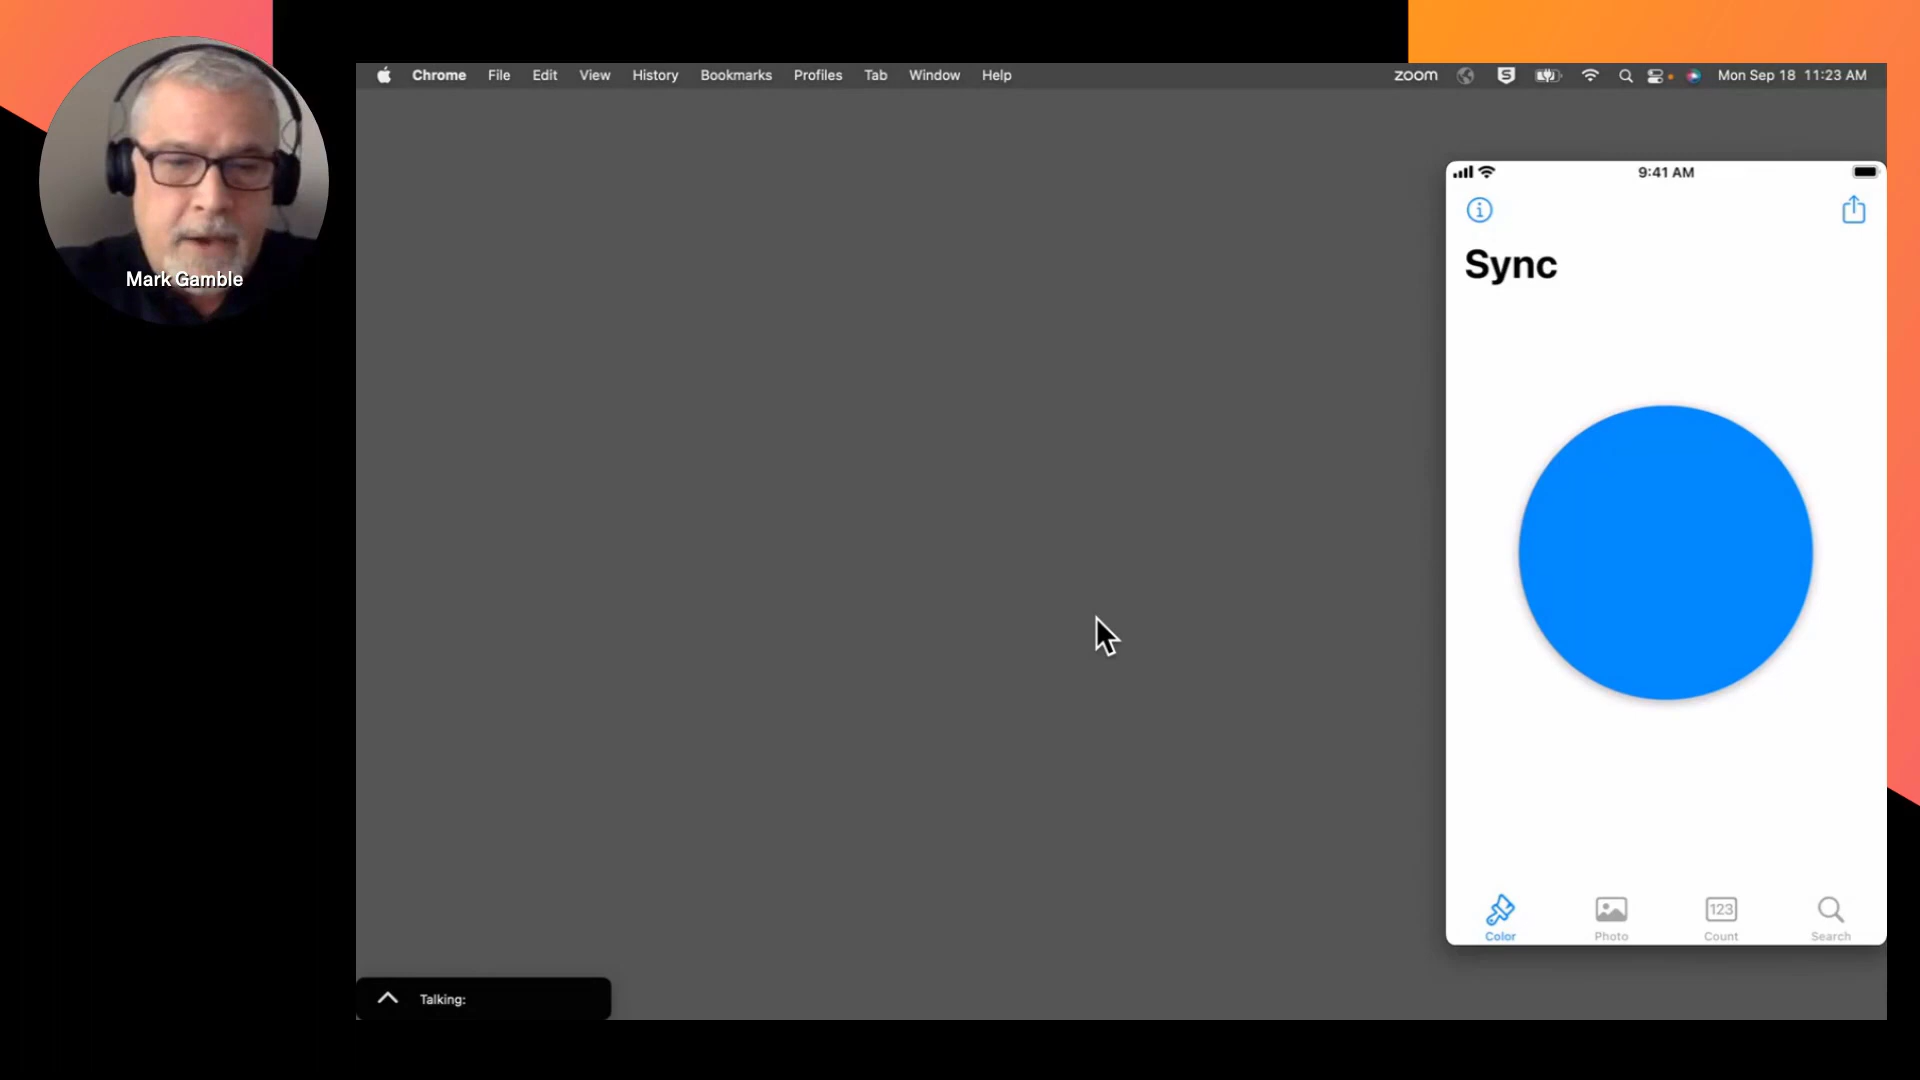 Mark Gamble
Chrome File Edit View History Bookmarks Profiles Tab Window Help zoom S Mon Sep 18 11:23 AM
9:41 AM
Sync
Color Photo 123 Count Search
Talking: